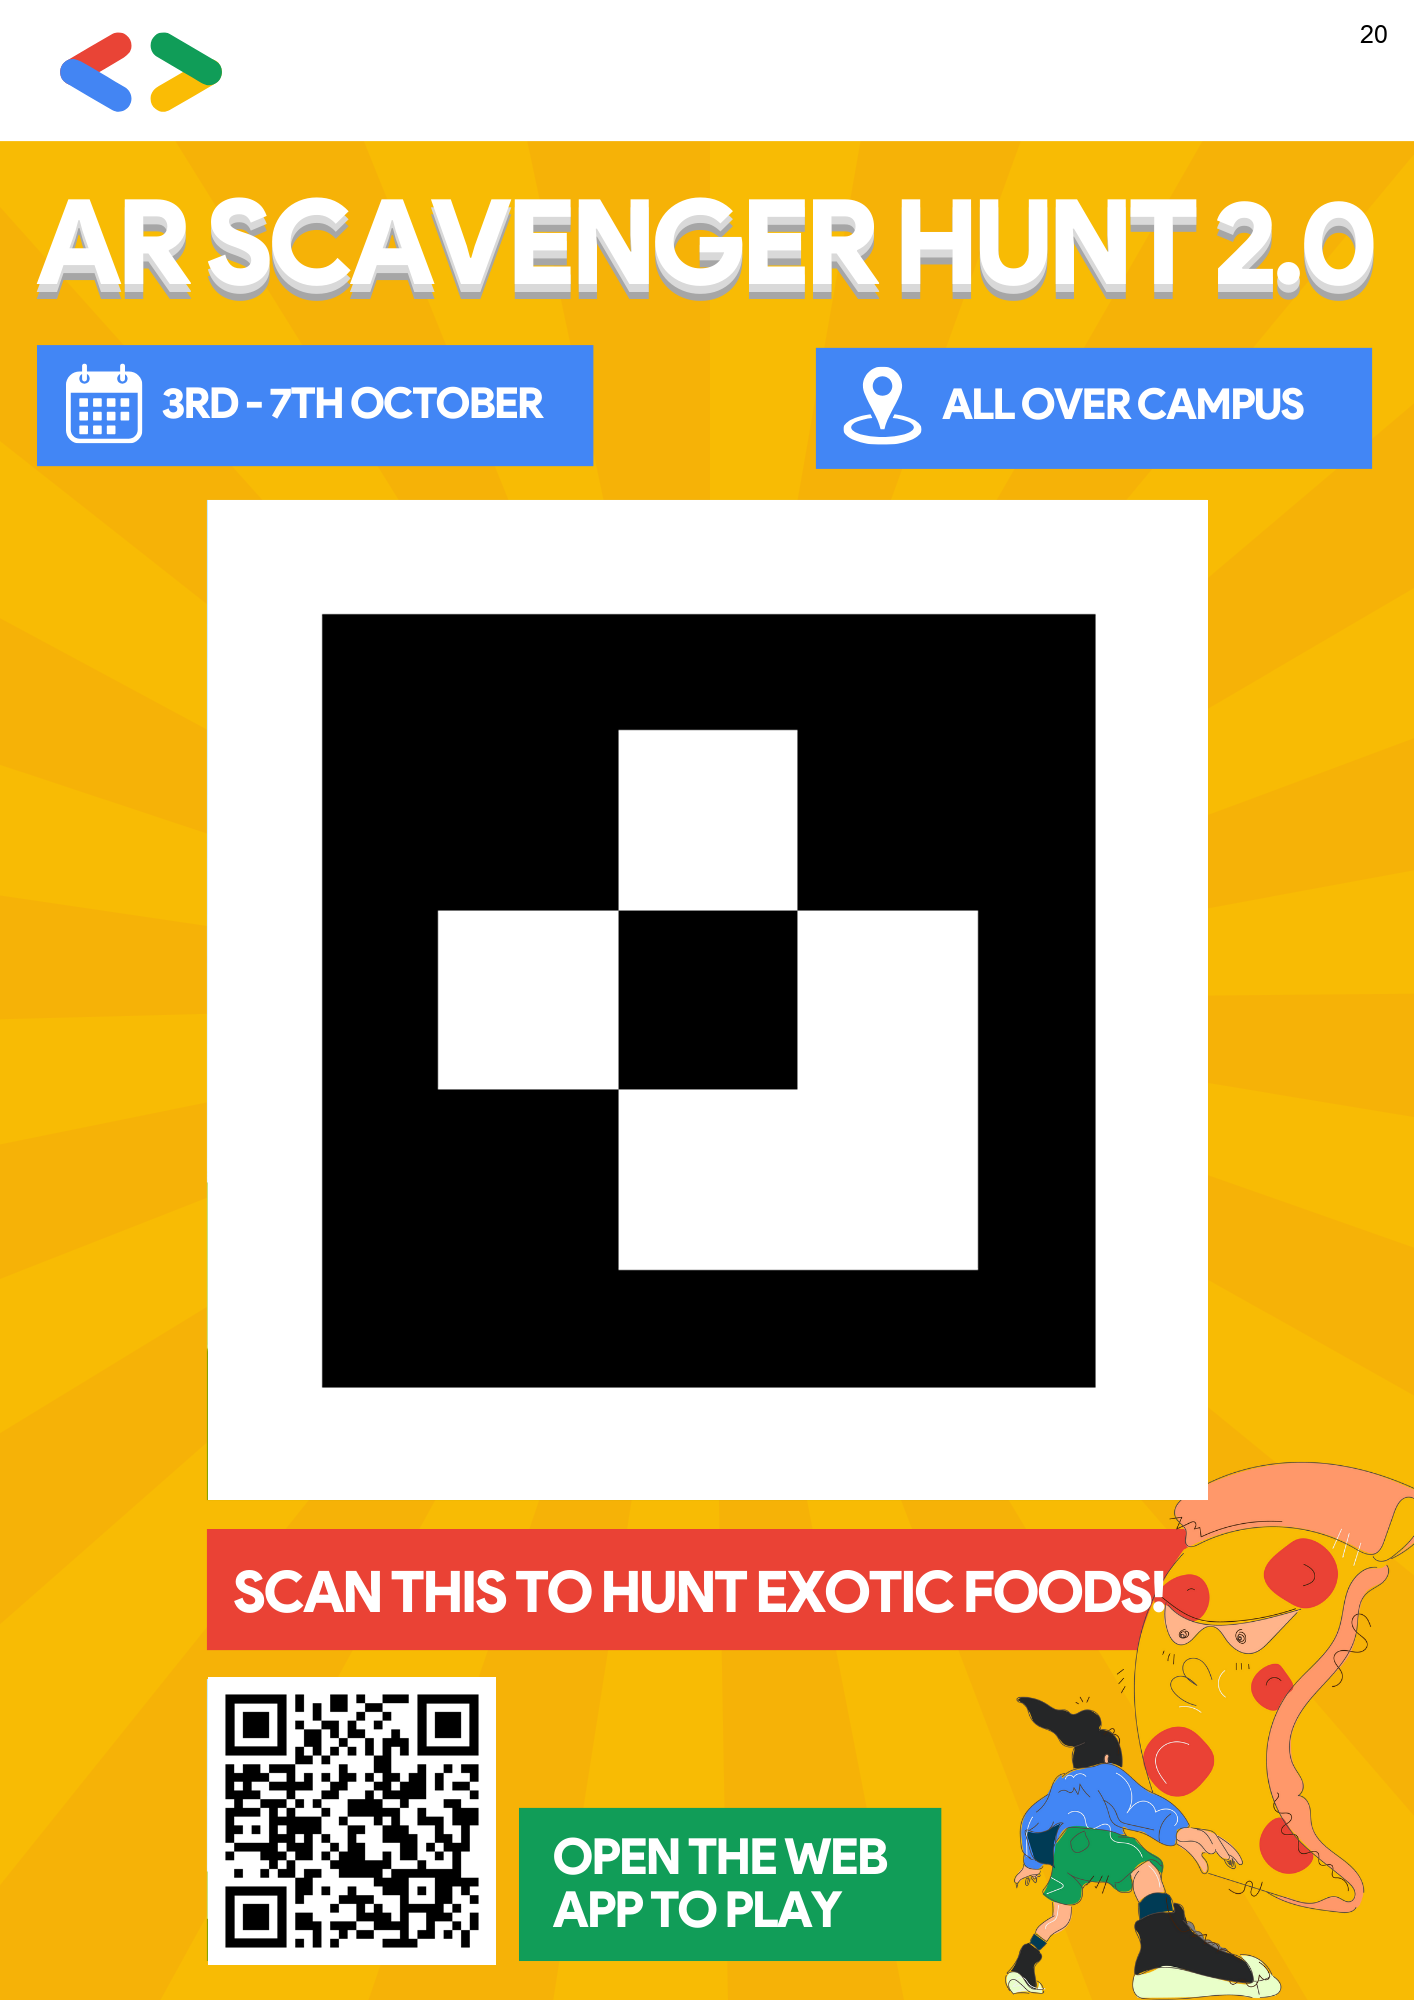 20
AR SCAVENGER HUNT 2.0
3RD - 7TH OCTOBER
ALL OVER CAMPUS
SCAN THIS TO HUNT EXOTIC FOODS!
OPEN THE WEB
APP TO PLAY